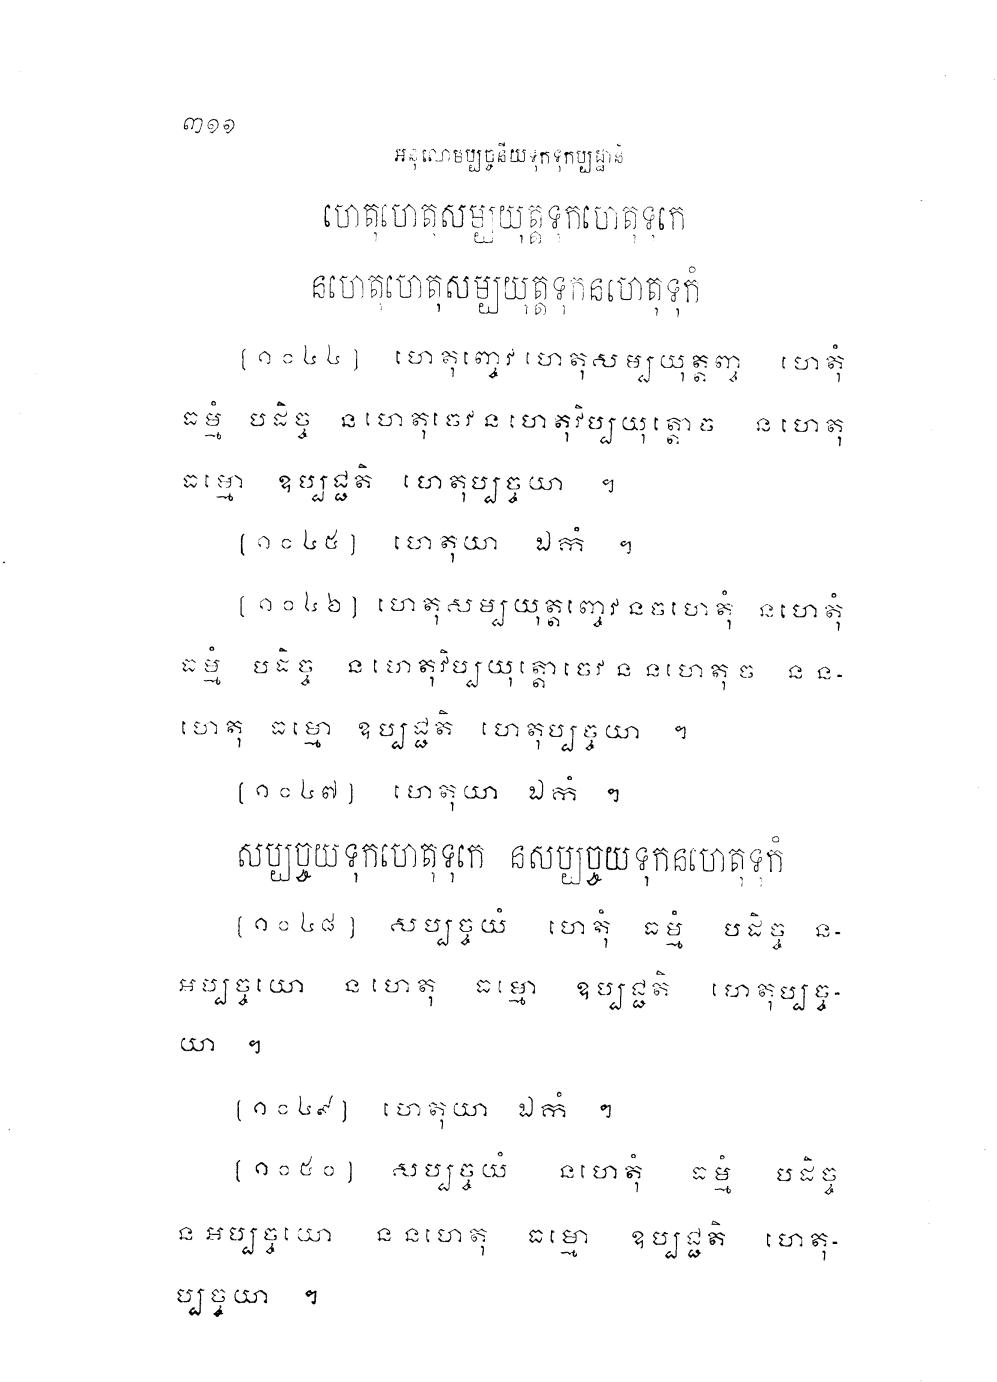 ៣១១
អនុលោមប្បច្ចនីយទុកទុកប្បដ្ឋានំ
ហេតុហេតុសម្បយុត្តទុកហេតុទុកេ
នហេតុហេតុសម្បយុត្តទុកនហេតុទុកំ
[១០៤៤] ហេតុញ្ចេវហេតុសម្បយុត្តញ្ច ហេតុំ
ធម្មំ បដិច្ច នហេតុចេវនហេតុវិប្បយុត្តោច នហេតុ
ធម្មោ ឧប្បជ្ជតិ ហេតុប្បច្ចយា ។
[១០៤៥] ហេតុយា ឯកំ ។
[១០៤៦] ហេតុសម្បយុត្តញ្ចេវនចហេតុំ នហេតុំ
ធម្មំ បដិច្ច នហេតុវិប្បយុត្តោចេវន នហេតុច នន-
ហេតុ ធម្មោ ឧប្បជ្ជតិ ហេតុប្បច្ចយា ។
[១០៤៧] ហេតុយា ឯកំ ។
សប្បច្ចយទុកហេតុទុកេ នសប្បច្ចយទុកនហេតុទុកំ
[១០៤៨] សប្បច្ចយំ ហេតុំ ធម្មំ បដិច្ច ន-
អប្បច្ចយោ នហេតុ ធម្មោ ឧប្បជ្ជតិ ហេតុប្បច្ច-
យា ។
[១០៤៩] ហេតុយា ឯកំ ។
[១០៥០] សប្បច្ចយំ នហេតុំ ធម្មំ បដិច្ច
នអប្បច្ចយោ ននហេតុ ធម្មោ ឧប្បជ្ជតិ ហេតុ-
ប្បច្ចយា ។